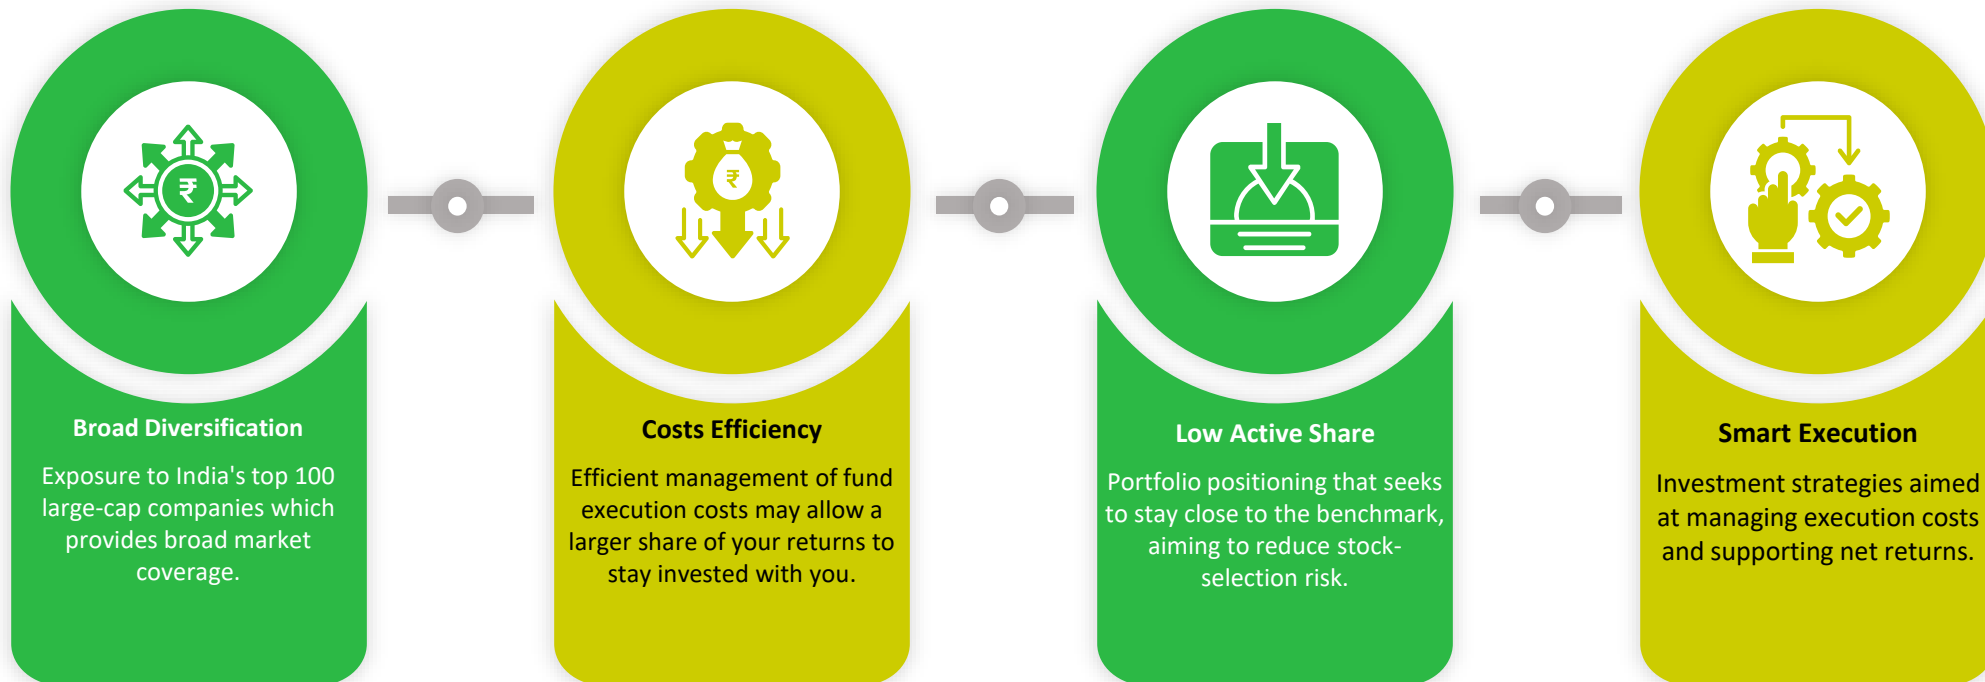 ₹
Broad Diversification
Exposure to India's top 100
large-cap companies which
provides broad market
coverage.
₹
Costs Efficiency
Efficient management of fund
execution costs may allow a
larger share of your returns to
stay invested with you.
Low Active Share
Portfolio positioning that seeks
to stay close to the benchmark,
aiming to reduce stock-
selection risk.
Smart Execution
Investment strategies aimed
at managing execution costs
and supporting net returns.